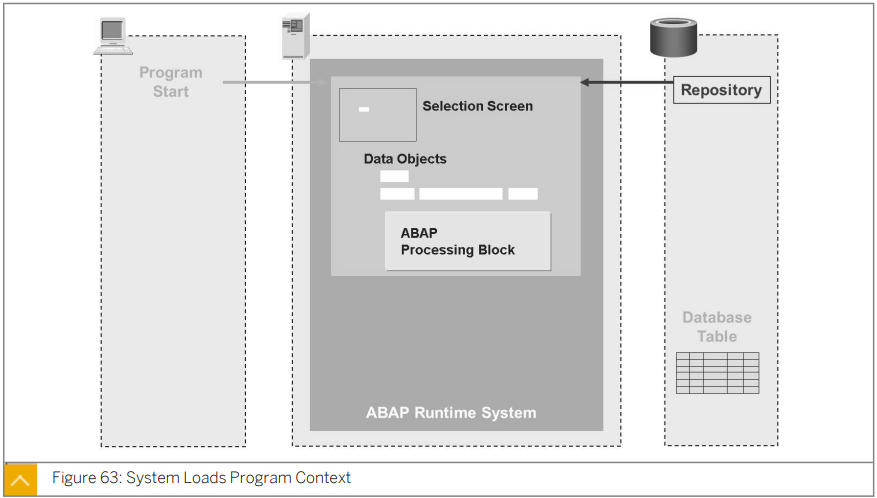 Program
Start
Repository
Selection Screen
Data Objects
ABAP
Processing Block
Database
Table
ABAP Runtime System
Figure 63: System Loads Program Context